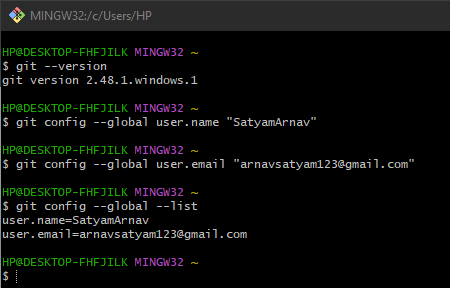 MINGW32:/c/Users/HP
HP@DESKTOP-FHFJILK MINGW32 ~
$ git --version
git version 2.48.1.windows.1
HP@DESKTOP-FHFJILK MINGW32 ~
$ git config --global user.name "SatyamArnav"
HP@DESKTOP-FHFJILK MINGW32 ~
$ git config --global user.email "arnavsatyam123@gmail.com"
HP@DESKTOP-FHFJILK MINGW32 ~
$ git config --global --list
user.name=SatyamArnav
user.email=arnavsatyam123@gmail.com
HP@DESKTOP-FHFJILK MINGW32 ~
$